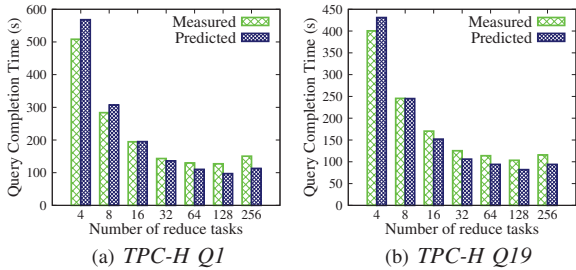 Query Completion Time (s)
600
500
400
300
200
100
0
Measured
Predicted
4 8 16 32 64 128 256
Number of reduce tasks
(a) TPC-H Q1
Query Completion Time (s)
450
400
350
300
250
200
150
100
50
0
Measured
Predicted
4 8 16 32 64 128 256
Number of reduce tasks
(b) TPC-H Q19